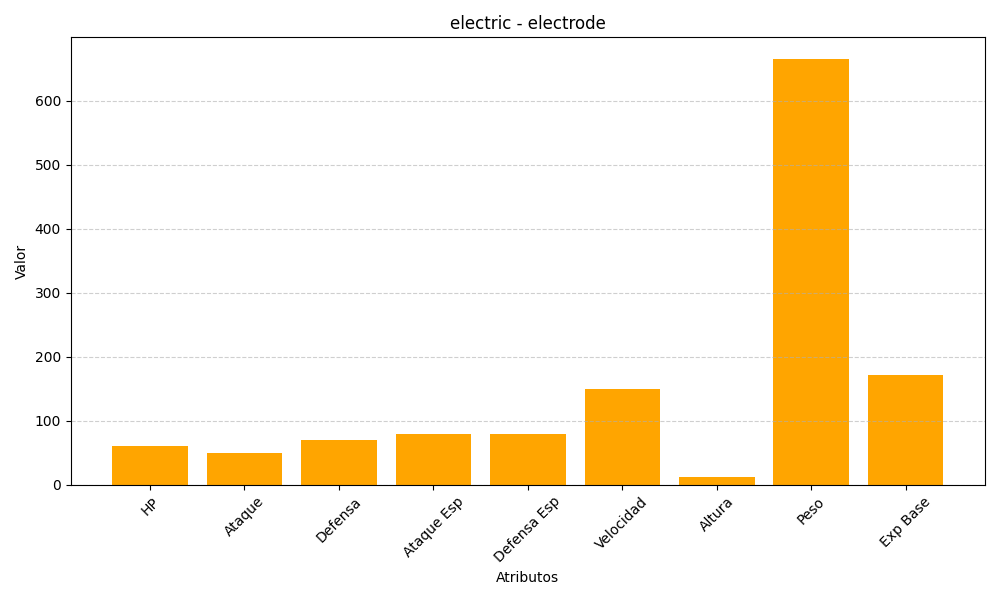 electric - electrode
Valor
600
500
400
300
200
100
0
HP
Ataque
Defensa
Ataque Esp
Defensa Esp
Velocidad
Altura
Peso
Exp Base
Atributos